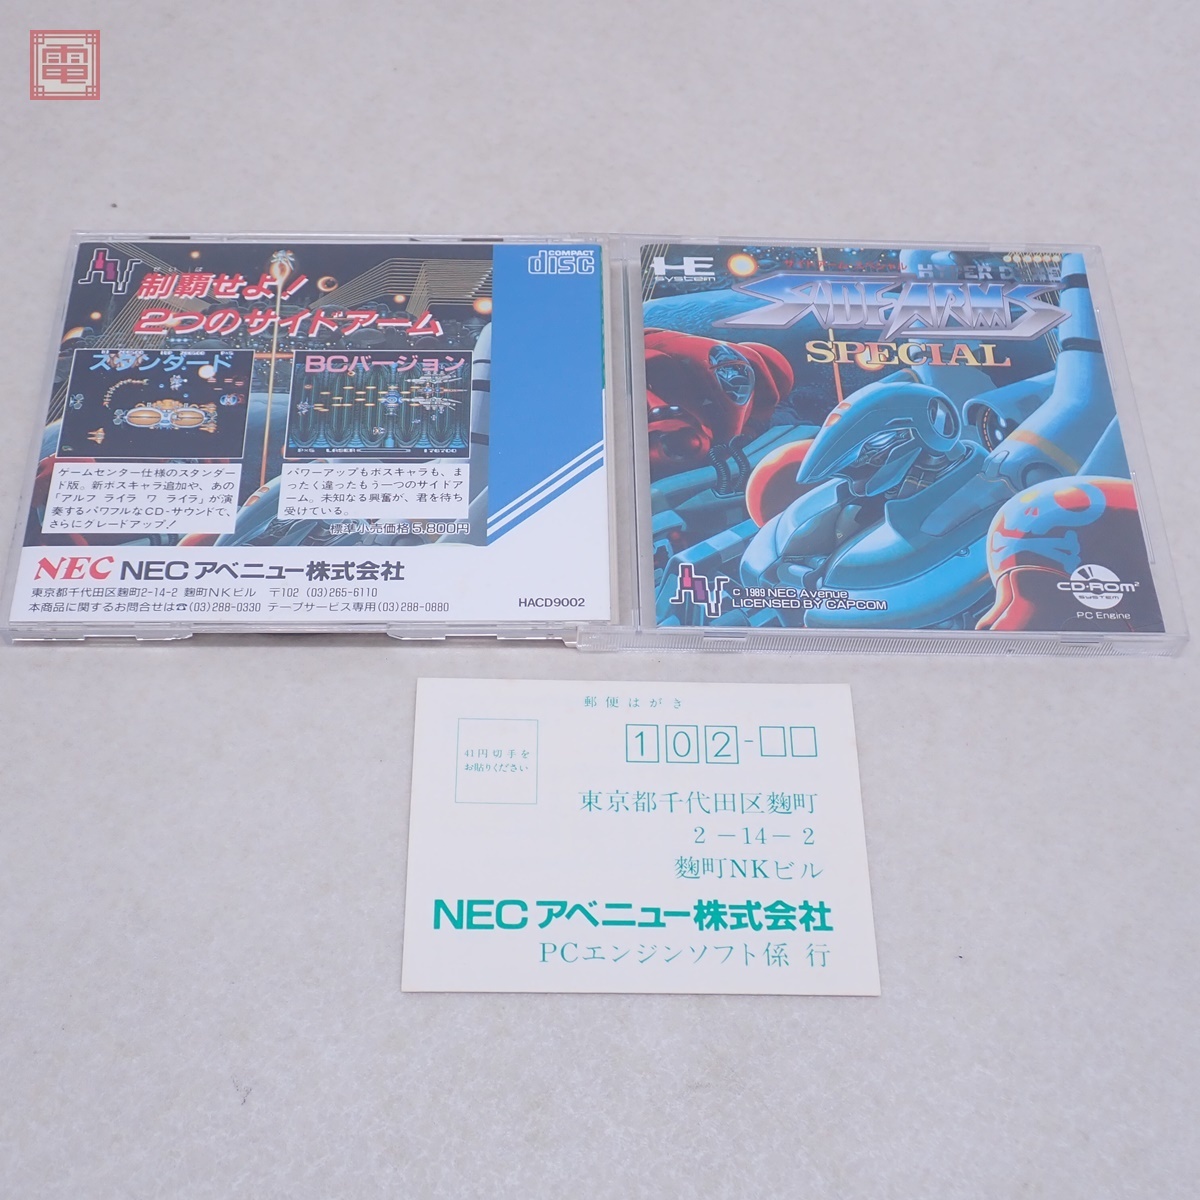 電
AV
制覇せよ!
2つのサイドアーム
スタンダード
BCバージョン
P=S LASER 176700
ゲームセンター仕様のスタンダー
ド版。新ボスキャラ追加や、あの
「アルフ ライラ ワ ライラ」が演
奏するパワフルなCD-サウンドで、
さらにグレードアップ!
パワーアップもボスキャラも、ま
ったく違ったもう一つのサイドア
ーム。未知なる興奮が、君を待ち
受けている。
標準小売価格5,800円
COMPACT
disc
NEC NECアベニュー株式会社
東京都千代田区麹町2-14-2 麹町NKビル 〒102 (03)265-6110
本商品に関するお問合せは☎(03)288-0330 テープサービス専用(03)288-0880
HACD9002
HE
system
HYPER DYNE
SIDE ARMS
SPECIAL
AV
c 1989 NEC Avenue
LICENSED BY CAPCOM
CD-ROM²
SYSTEM
PC Engine
郵便はがき
41円切手を
お貼りください
102-
東京都千代田区麴町
2-14-2
麴町NKビル
NECアベニュー株式会社
PCエンジンソフト係 行